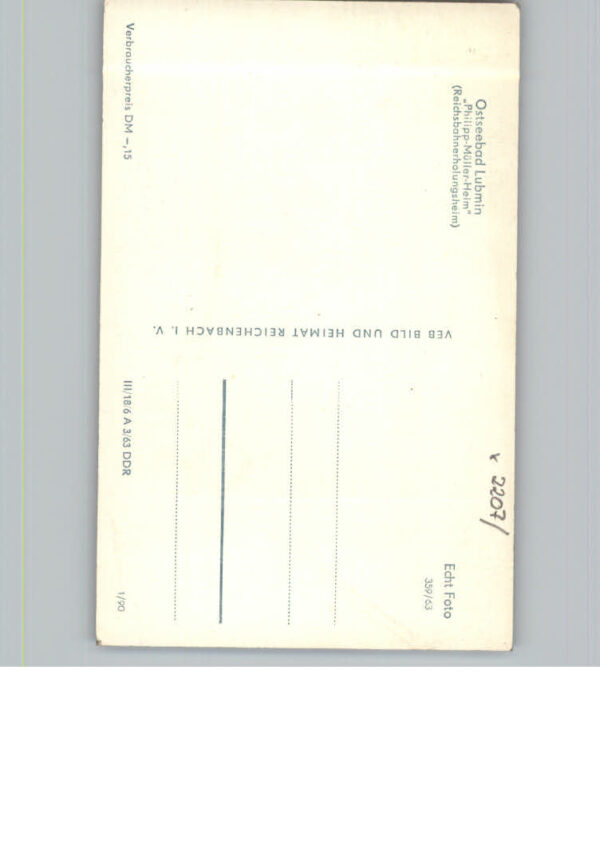 Ostseebad Lubmin
„Philipp-Müller-Heim“
(Reichsbahnerholungsheim)
Verbraucherpreis DM –,15
VEB BILD UND HEIMAT REICHENBACH I. V.
v 2207/
Echt Foto
359/63
III/18/6 A 3/63 DDR
1/90